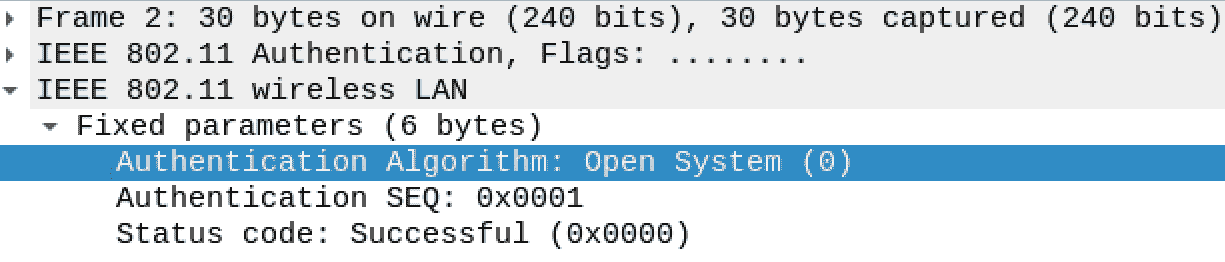 Frame 2: 30 bytes on wire (240 bits), 30 bytes captured (240 bits)
IEEE 802.11 Authentication, Flags: ........
IEEE 802.11 wireless LAN
Fixed parameters (6 bytes)
Authentication Algorithm: Open System (0)
Authentication SEQ: 0x0001
Status code: Successful (0x0000)